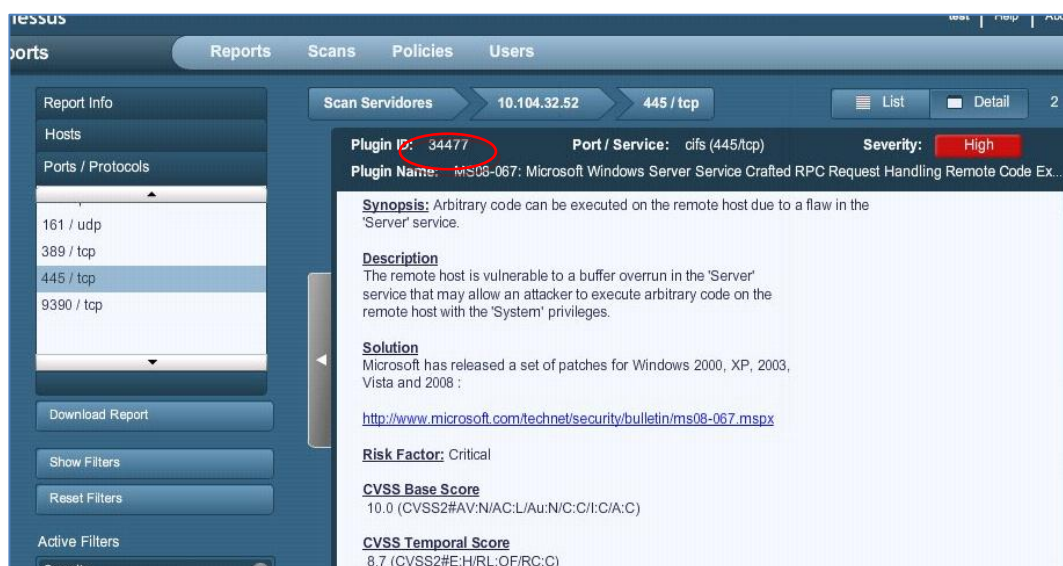 test | Help |
Reports Scans Policies Users
Report Info
Hosts
Ports / Protocols
161 / udp
389 / tcp
445 / tcp
9390 / tcp
Download Report
Show Filters
Reset Filters
Active Filters
Scan Servidores 10.104.32.52 445 / tcp List Detail 2
Plugin ID: 34477 Port / Service: cifs (445/tcp) Severity: High
Plugin Name: MS08-067: Microsoft Windows Server Service Crafted RPC Request Handling Remote Code Ex...
Synopsis: Arbitrary code can be executed on the remote host due to a flaw in the
'Server' service.
Description
The remote host is vulnerable to a buffer overrun in the 'Server'
service that may allow an attacker to execute arbitrary code on the
remote host with the 'System' privileges.
Solution
Microsoft has released a set of patches for Windows 2000, XP, 2003,
Vista and 2008 :
http://www.microsoft.com/technet/security/bulletin/ms08-067.mspx
Risk Factor: Critical
CVSS Base Score
10.0 (CVSS2#AV:N/AC:L/Au:N/C:C/I:C/A:C)
CVSS Temporal Score
8.7 (CVSS2#E:H/RL:OF/RC:C)